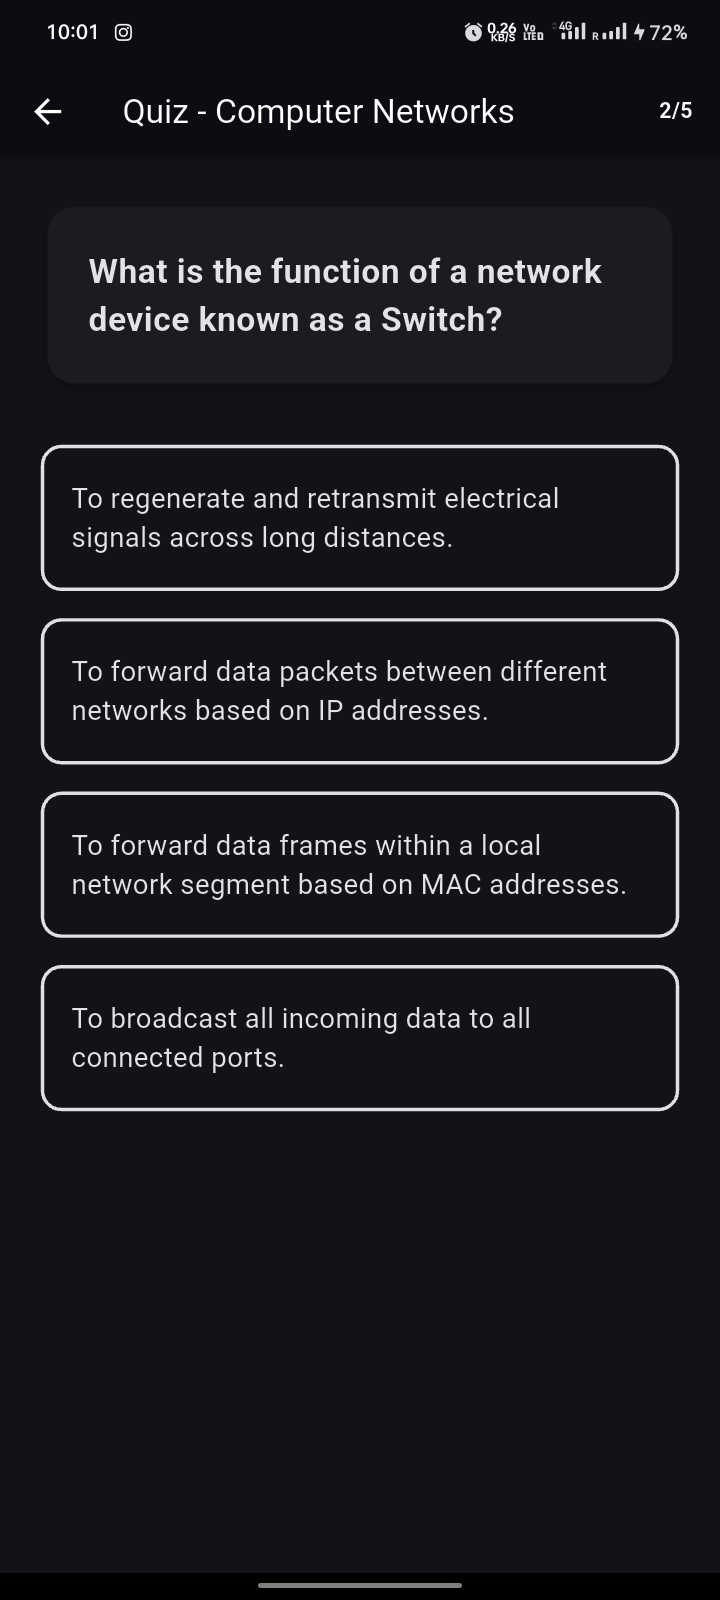 10:01 0.26 KB/S Vo LTE 4G R 72%
Quiz - Computer Networks 2/5
What is the function of a network
device known as a Switch?
To regenerate and retransmit electrical
signals across long distances.
To forward data packets between different
networks based on IP addresses.
To forward data frames within a local
network segment based on MAC addresses.
To broadcast all incoming data to all
connected ports.